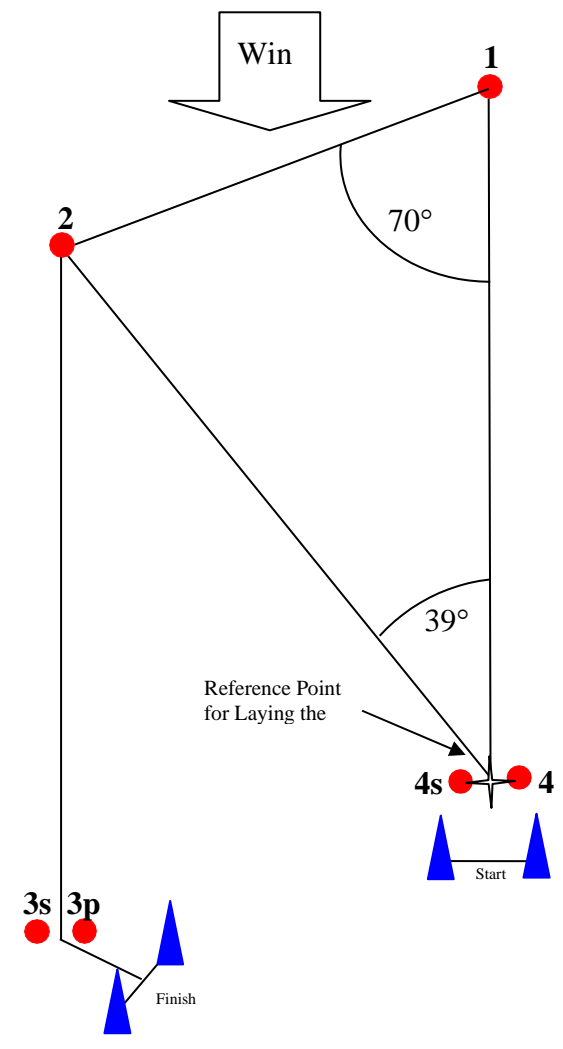 Win
1
2
70°
39°
Reference Point
for Laying the
4s
4
Start
3s
3p
Finish